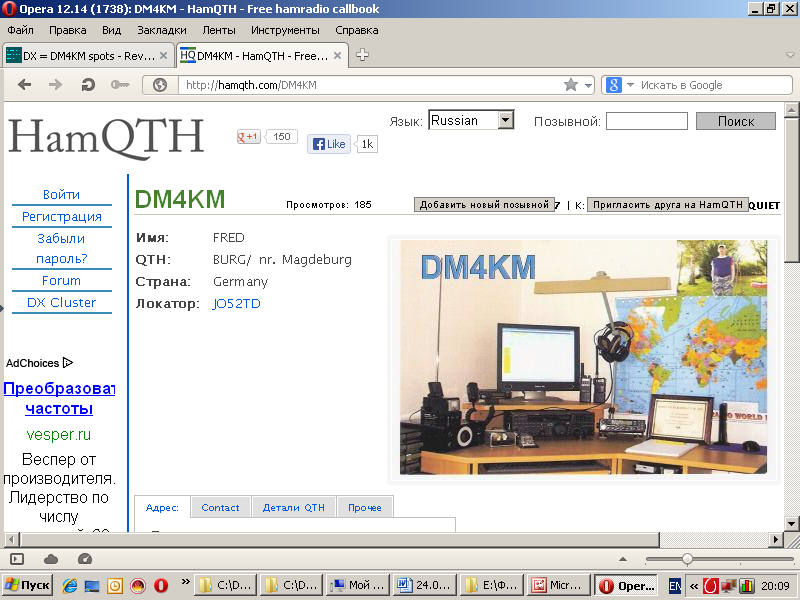 Opera 12.14 (1738): DM4KM - HamQTH - Free hamradio callbook
Файл Правка Вид Закладки Ленты Инструменты Справка
DX = DM4KM spots - Rev...
HQ DM4KM - HamQTH - Free...
http://hamqth.com/DM4KM
8 Искать в Google
HamQTH
g +1 150
Like 1k
Язык: Russian
Позывной: Поиск
Войти
Регистрация
Забыли
пароль?
Forum
DX Cluster
DM4KM
Просмотров: 185
Добавить новый позывной 7 | K: Пригласить друга на HamQTH QUIET
Имя: FRED
QTH: BURG/ nr. Magdeburg
Страна: Germany
Локатор: JO52TD
DM4KM
WORLD
AdChoices
Преобразоват
частоты
vesper.ru
Веспер от
производителя.
Лидерство по
числу
Адрес: Contact Детали QTH Прочее
Пуск » C:\D... C:\D... Мой ... 24.0... E:\Ф... Micr... Oper... EN « 20:09